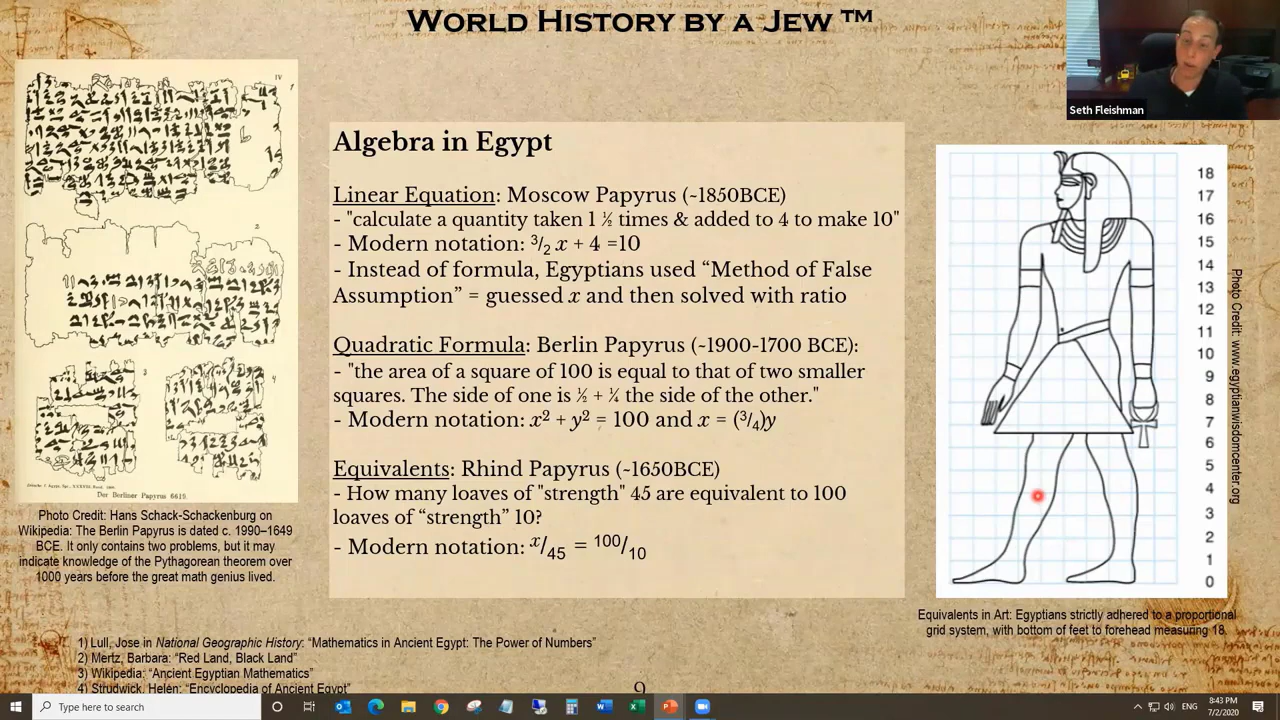 WORLD HISTORY BY A JEW ™
Seth Fleishman
Algebra in Egypt
Linear Equation: Moscow Papyrus (~1850BCE)
- "calculate a quantity taken 1 ½ times & added to 4 to make 10"
- Modern notation: 3/2 x + 4 =10
- Instead of formula, Egyptians used “Method of False
Assumption” = guessed x and then solved with ratio
Quadratic Formula: Berlin Papyrus (~1900-1700 BCE):
- "the area of a square of 100 is equal to that of two smaller
squares. The side of one is ½ + ¼ the side of the other."
- Modern notation: x² + y² = 100 and x = (3/4)y
Equivalents: Rhind Papyrus (~1650BCE)
- How many loaves of "strength" 45 are equivalent to 100
loaves of “strength” 10?
- Modern notation: x/45 = 100/10
Der Berliner Papyrus 6619.
Photo Credit: Hans Schack-Schackenburg on
Wikipedia: The Berlin Papyrus is dated c. 1990–1649
BCE. It only contains two problems, but it may
indicate knowledge of the Pythagorean theorem over
1000 years before the great math genius lived.
18
17
16
15
14
13
12
11
10
9
8
7
6
5
4
3
2
1
0
Photo Credit: www.egyptianwisdomcenter.org
Equivalents in Art: Egyptians strictly adhered to a proportional
grid system, with bottom of feet to forehead measuring 18.
1) Lull, Jose in National Geographic History: “Mathematics in Ancient Egypt: The Power of Numbers”
2) Mertz, Barbara: “Red Land, Black Land”
3) Wikipedia: “Ancient Egyptian Mathematics”
4) Strudwick, Helen: “Encyclopedia of Ancient Egypt”
9
Type here to search
ENG
8:43 PM
7/2/2020